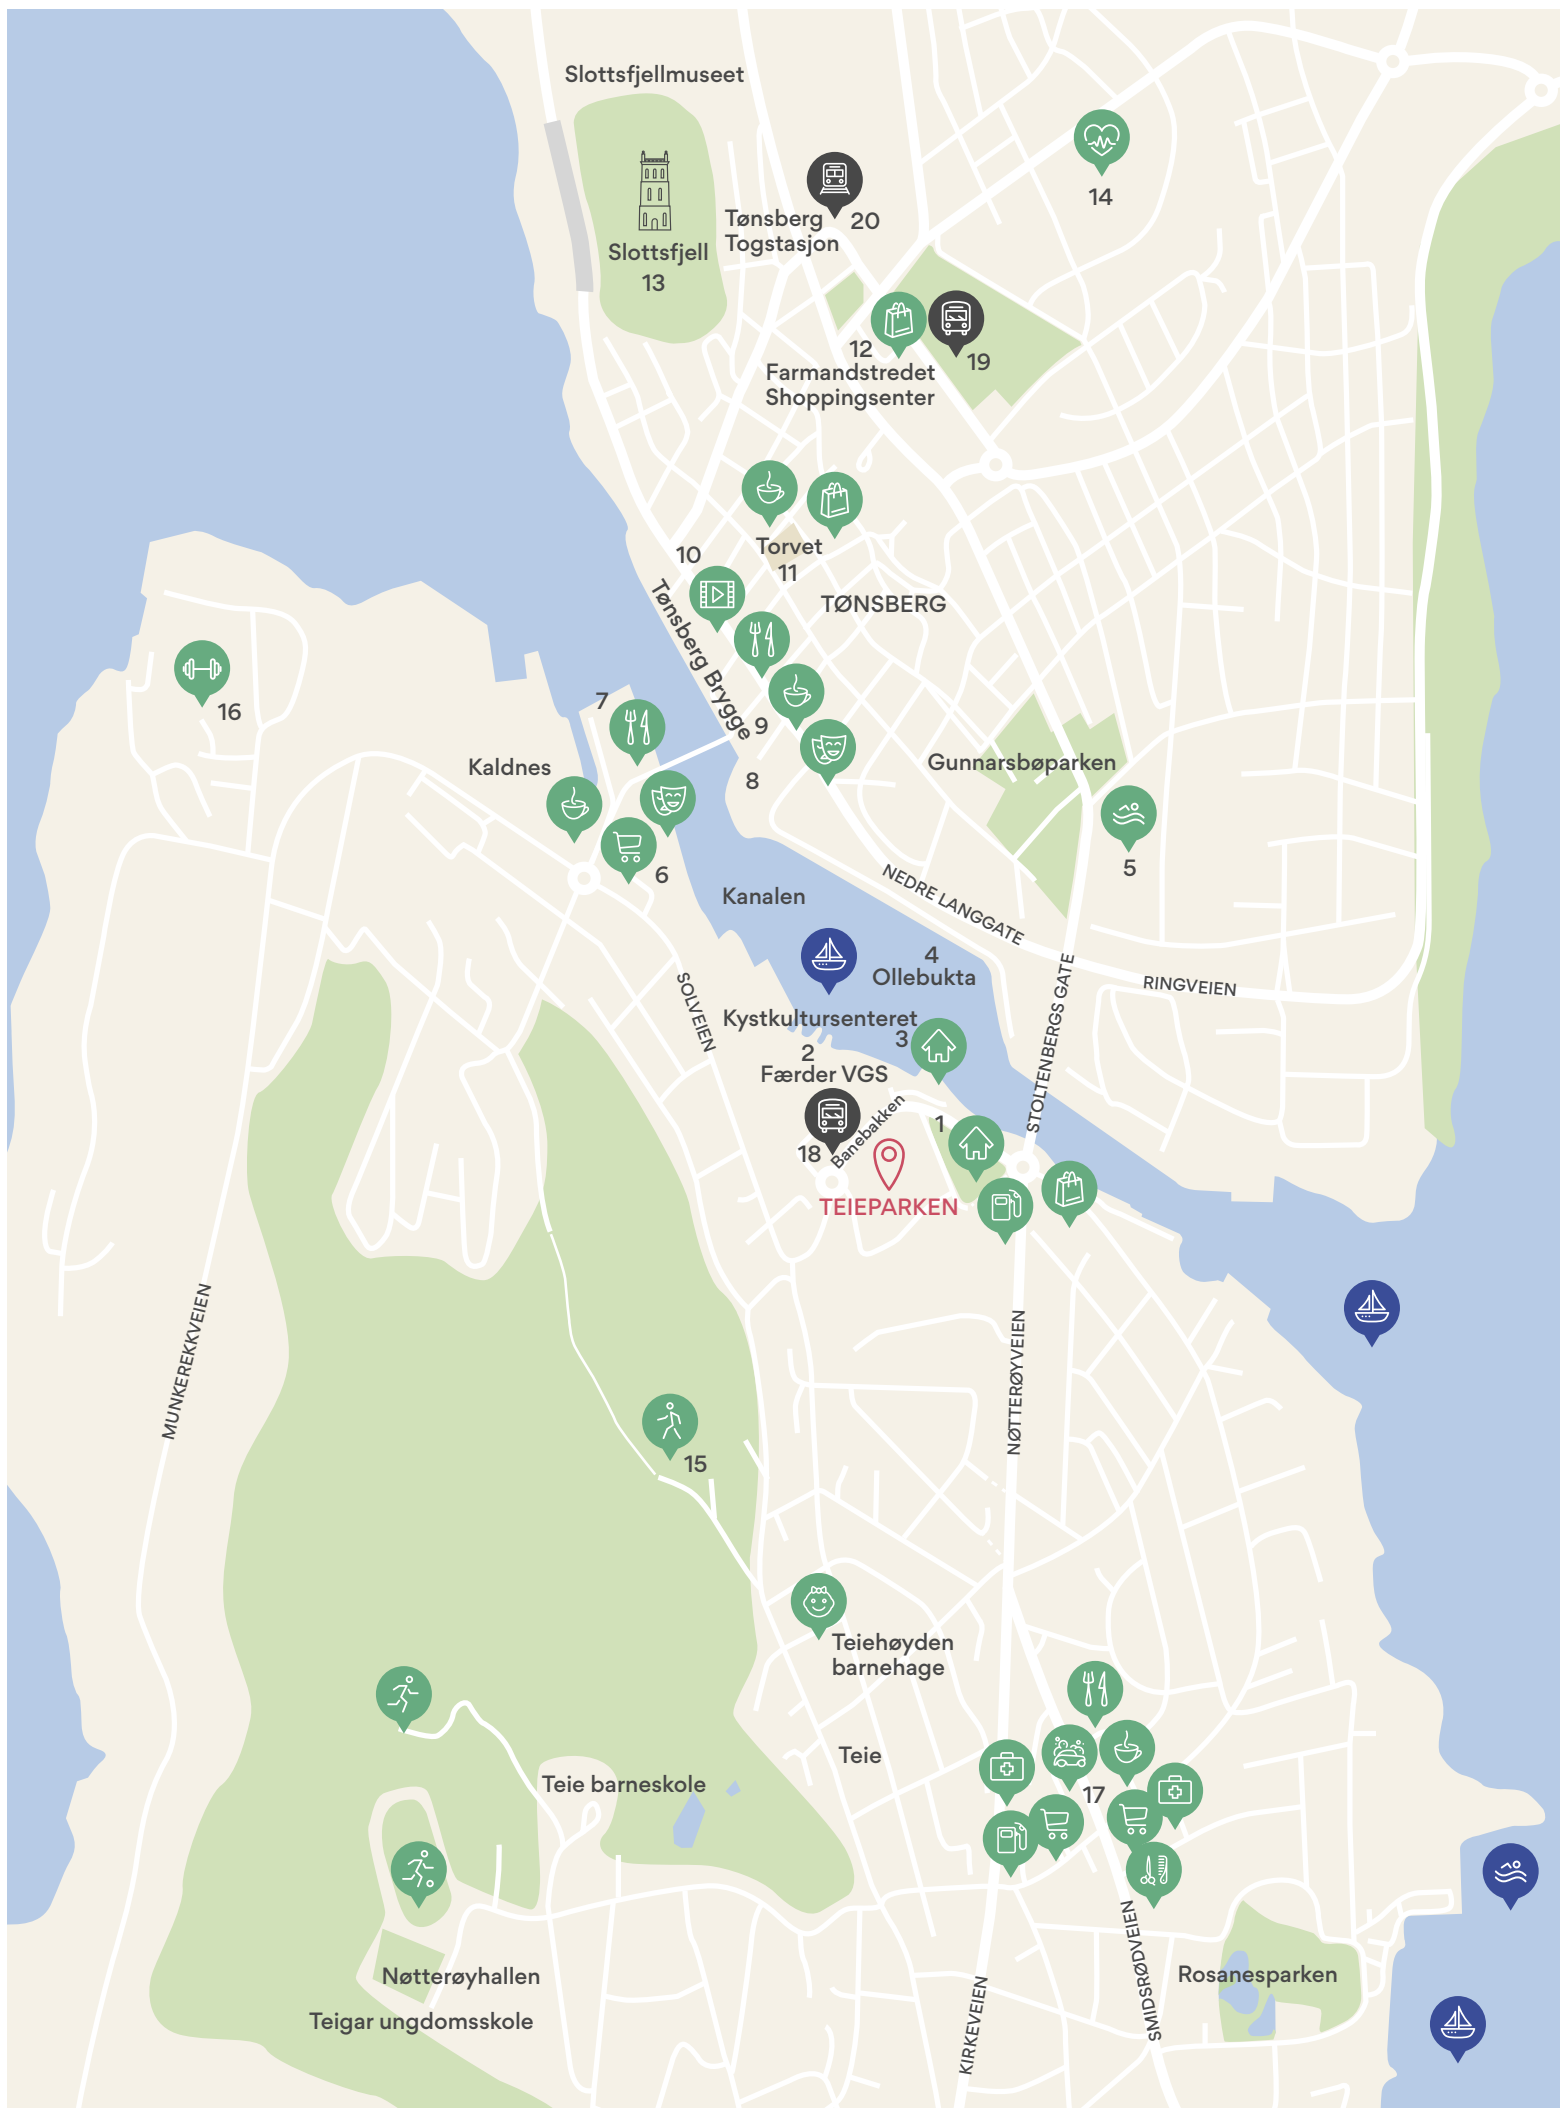 Slottsfjellmuseet
14
Tønsberg
Togstasjon
20
Slottsfjell
13
12
19
Farmandstredet
Shoppingsenter
10
Torvet
11
TØNSBERG
Tønsberg Brygge
16
7
9
Kaldnes
8
Gunnarsbøparken
5
6
Kanalen
NEDRE LANGGATE
4
Ollebukta
RINGVEIEN
SOLVEIEN
STOLTENBERGS GATE
Kystkultursenteret
3
2
Færder VGS
Banebakken
1
18
TEIEPARKEN
MUNKEREKKVEIEN
NØTTERØYVEIEN
15
Teiehøyden
barnehage
Teie
Teie barneskole
17
SMIDSRØDVEIEN
Nøtterøyhallen
Rosanesparken
KIRKEVEIEN
Teigar ungdomsskole